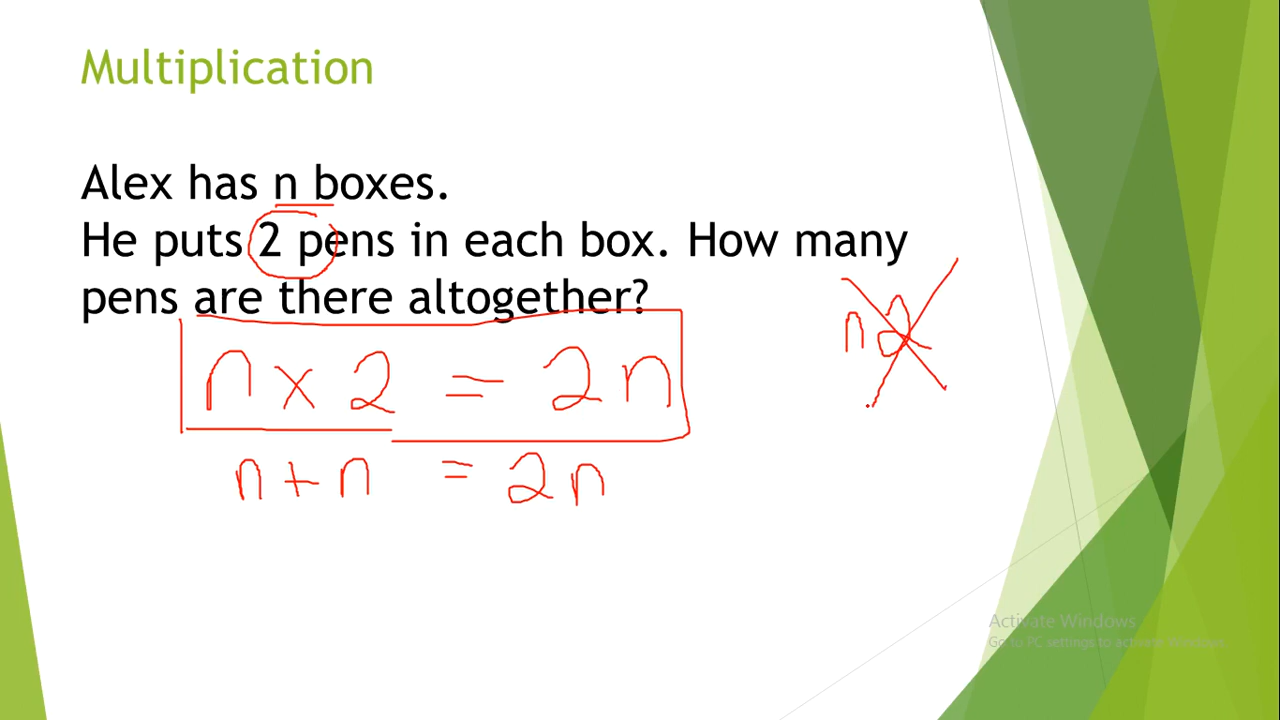 Multiplication
Alex has n boxes.
He puts 2 pens in each box. How many
pens are there altogether?
n2
n × 2 = 2n
n + n = 2n
Activate Windows
Go to PC settings to activate Windows.